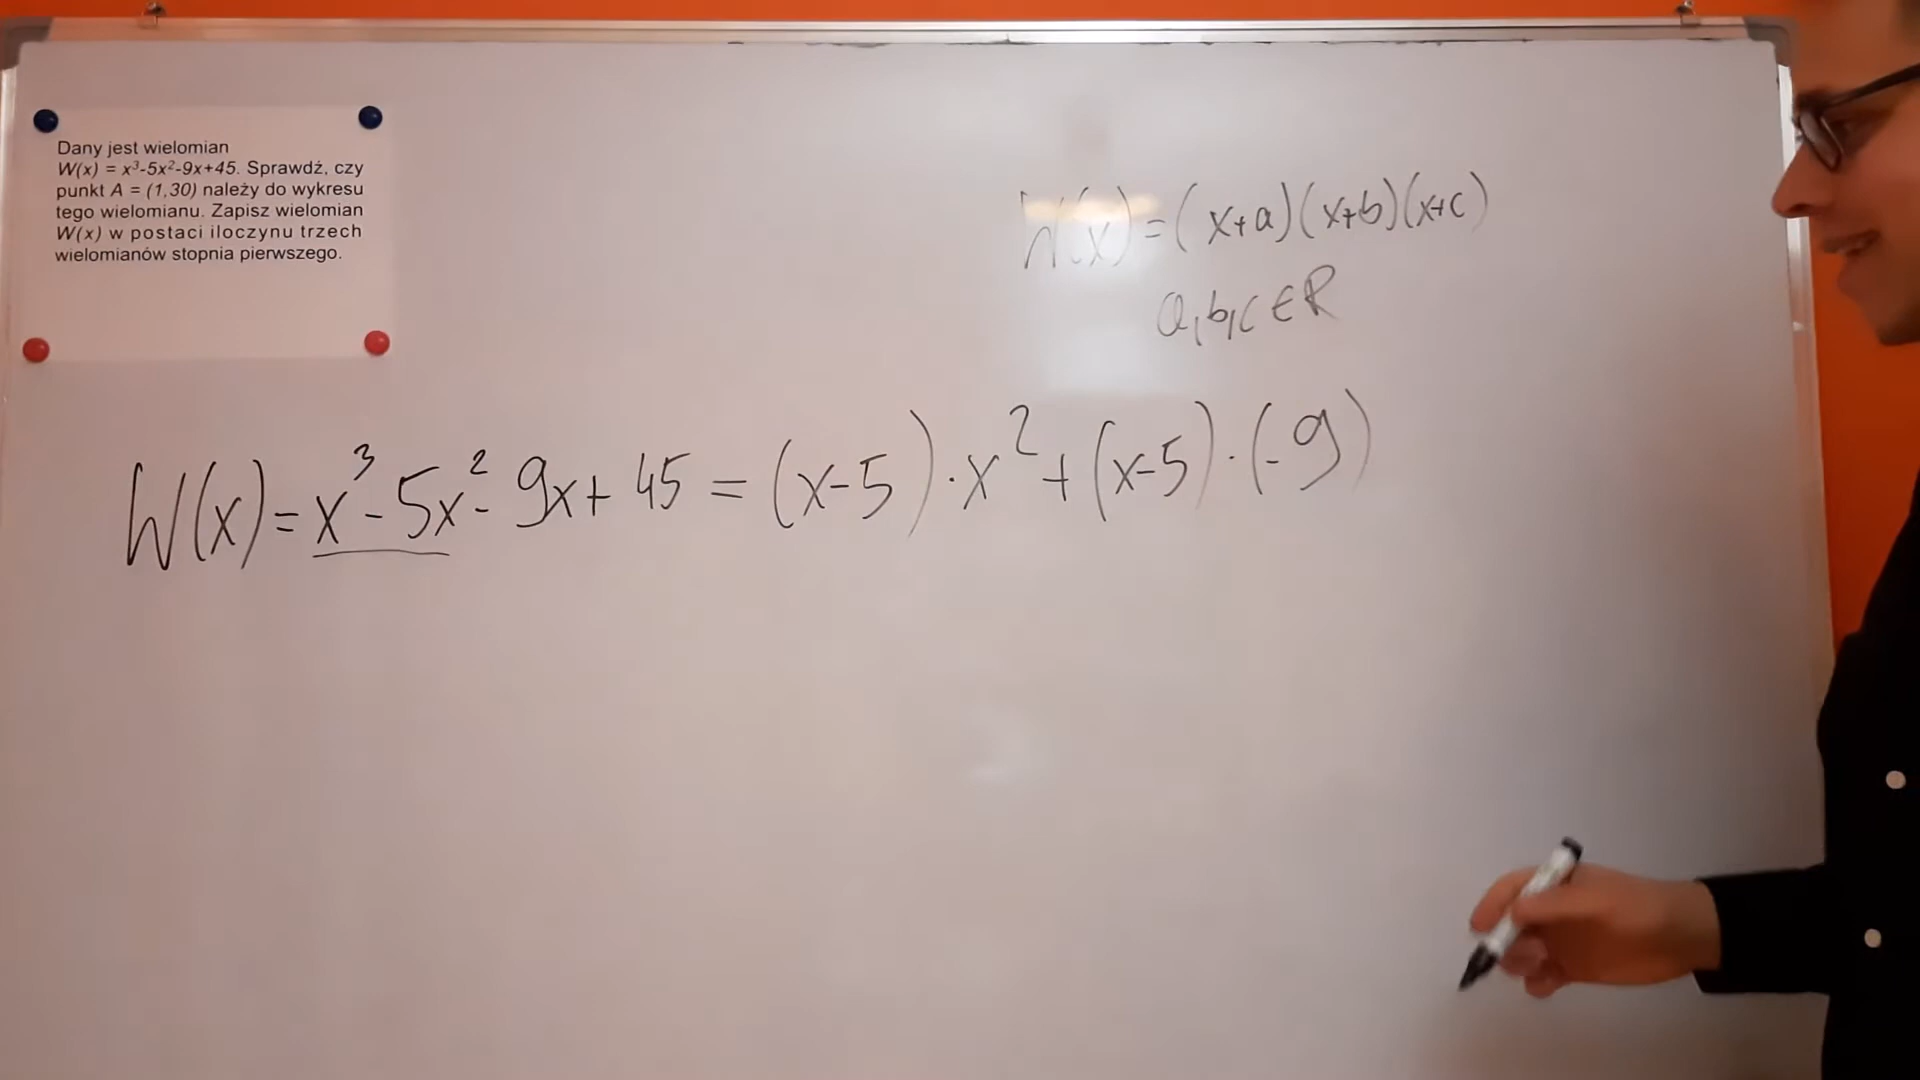 Dany jest wielomian
W(x) = x³-5x²-9x+45. Sprawdź, czy
punkt A = (1,30) należy do wykresu
tego wielomianu. Zapisz wielomian
W(x) w postaci iloczynu trzech
wielomianów stopnia pierwszego.
W(x)=(x+a)(x+b)(x+c)
a,b,c∈R
W(x)=x³-5x²-9x+45=(x-5)·x²+(x-5)·(-9)